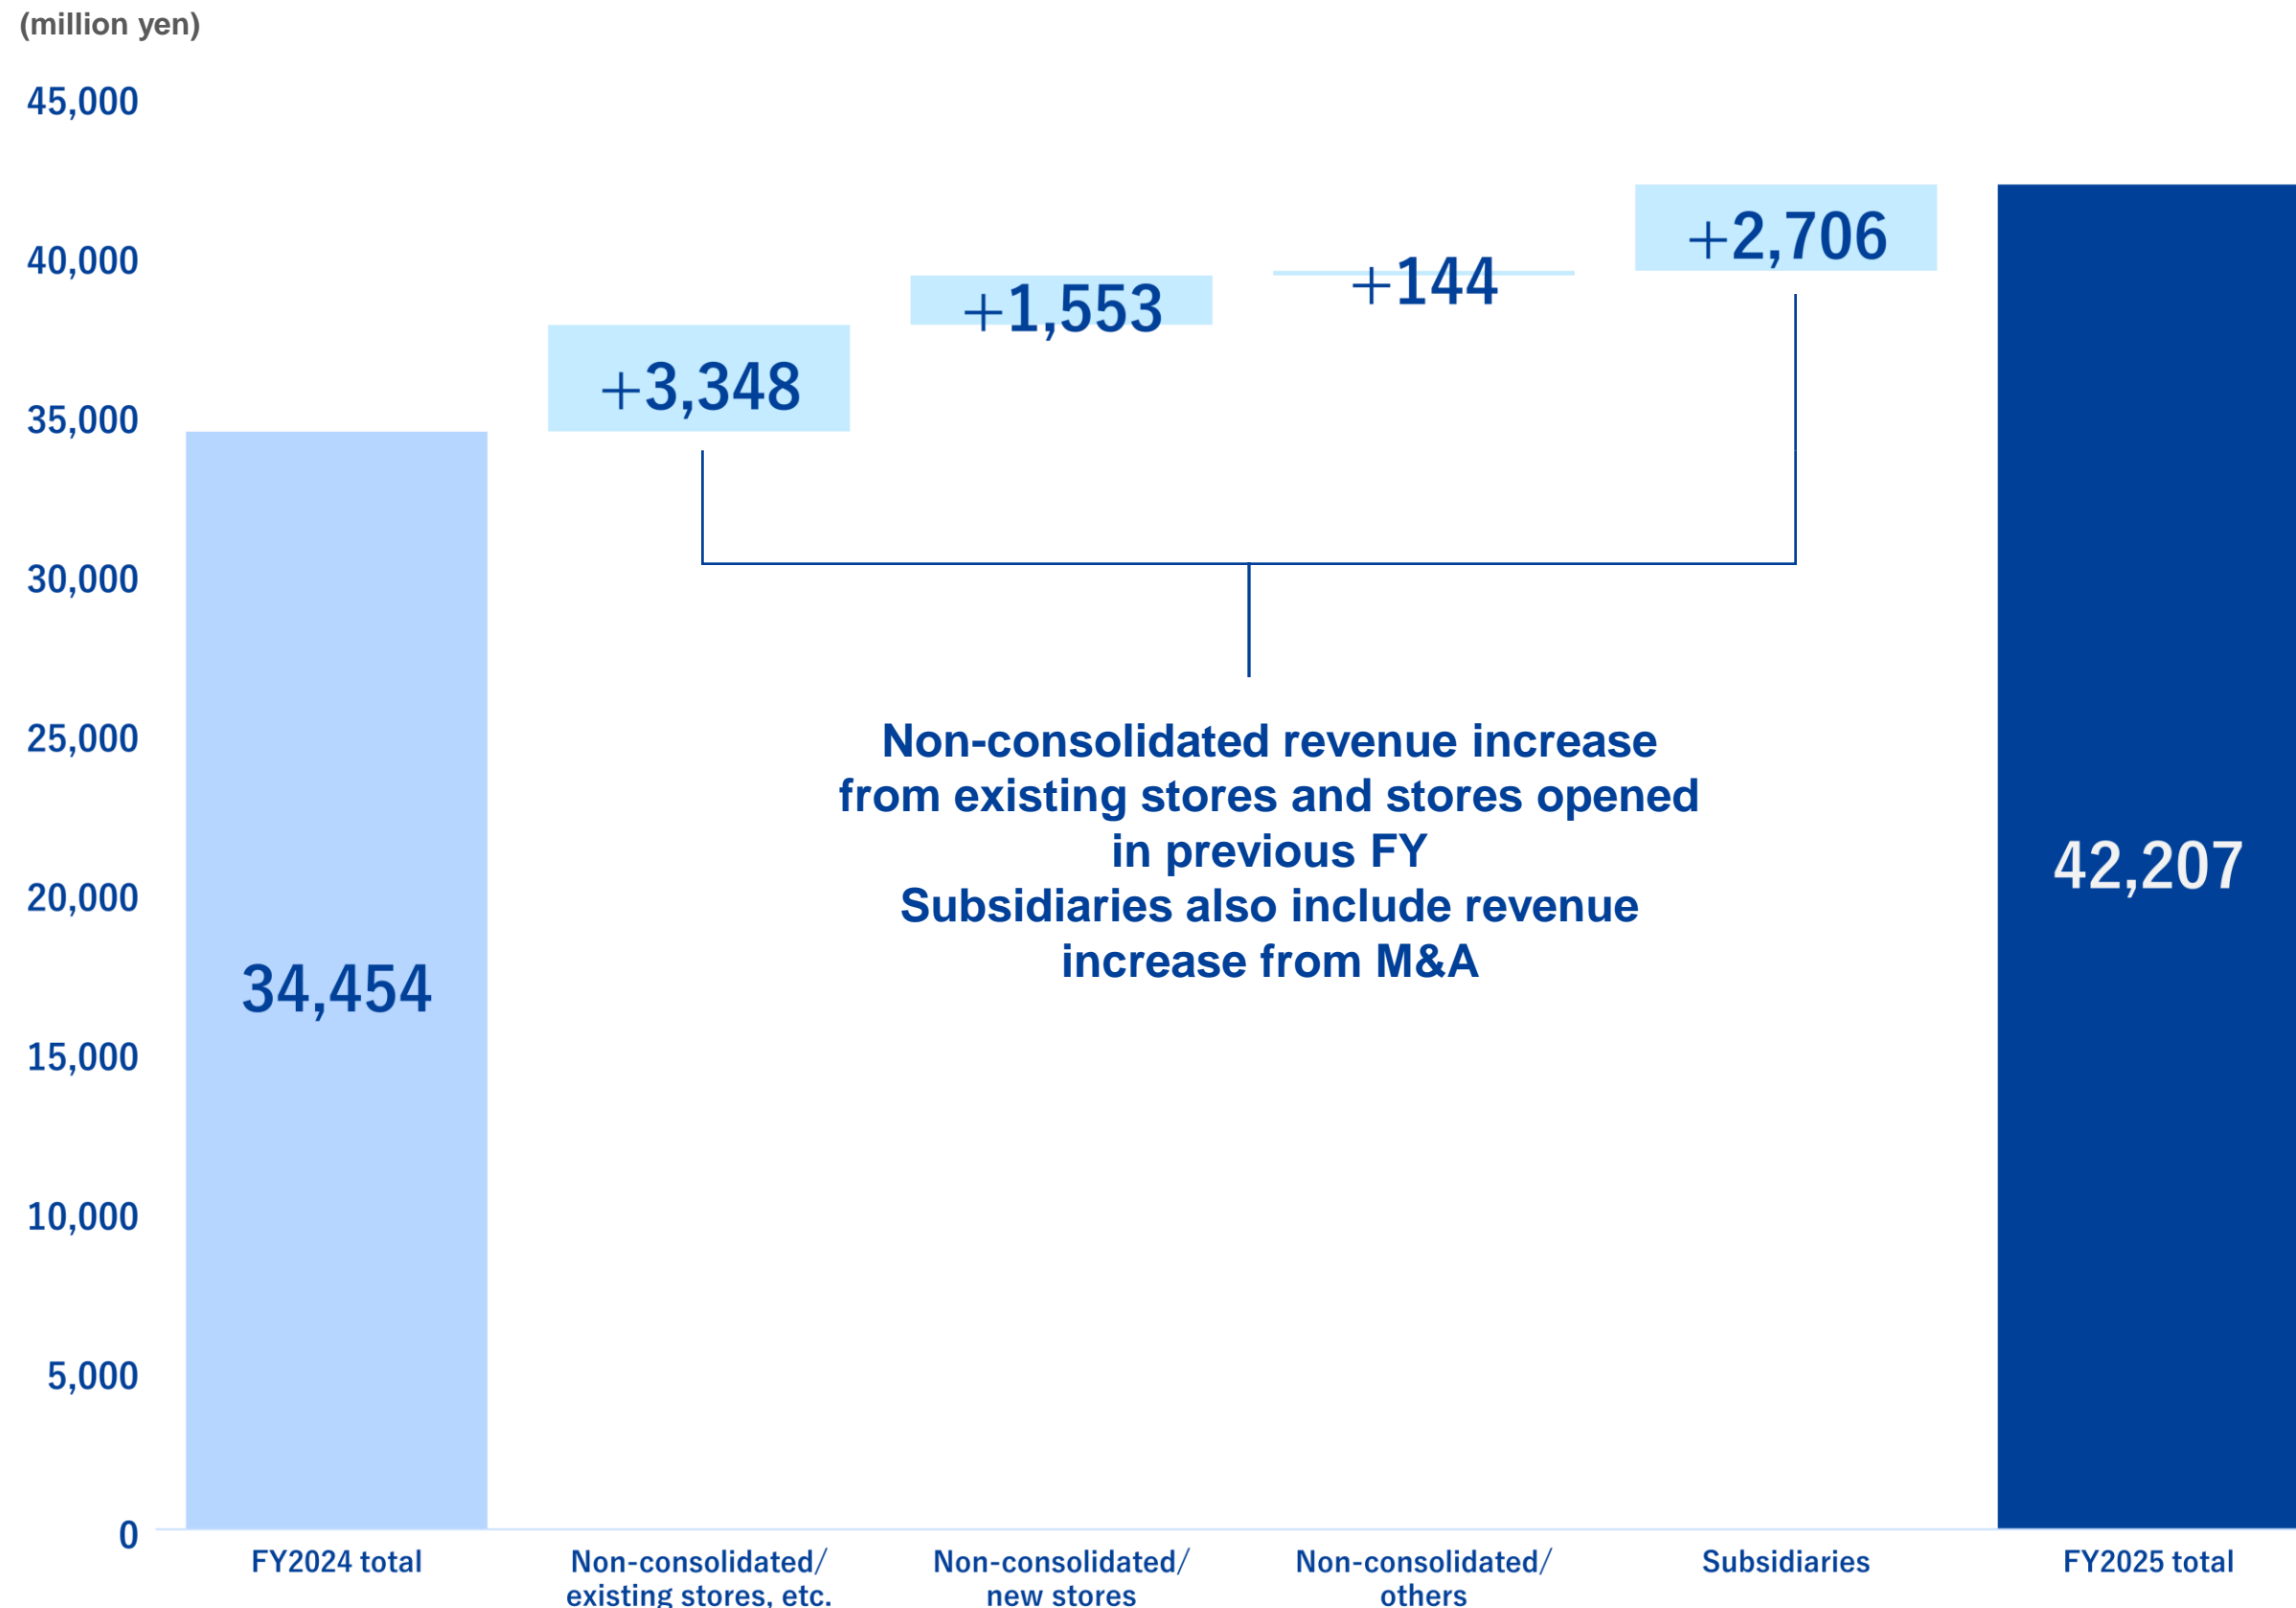 (million yen)
45,000
40,000
35,000
30,000
25,000
20,000
15,000
10,000
5,000
0
34,454
+3,348
+1,553
+144
+2,706
42,207
Non-consolidated revenue increase
from existing stores and stores opened
in previous FY
Subsidiaries also include revenue
increase from M&A
FY2024 total
Non-consolidated/
existing stores, etc.
Non-consolidated/
new stores
Non-consolidated/
others
Subsidiaries
FY2025 total